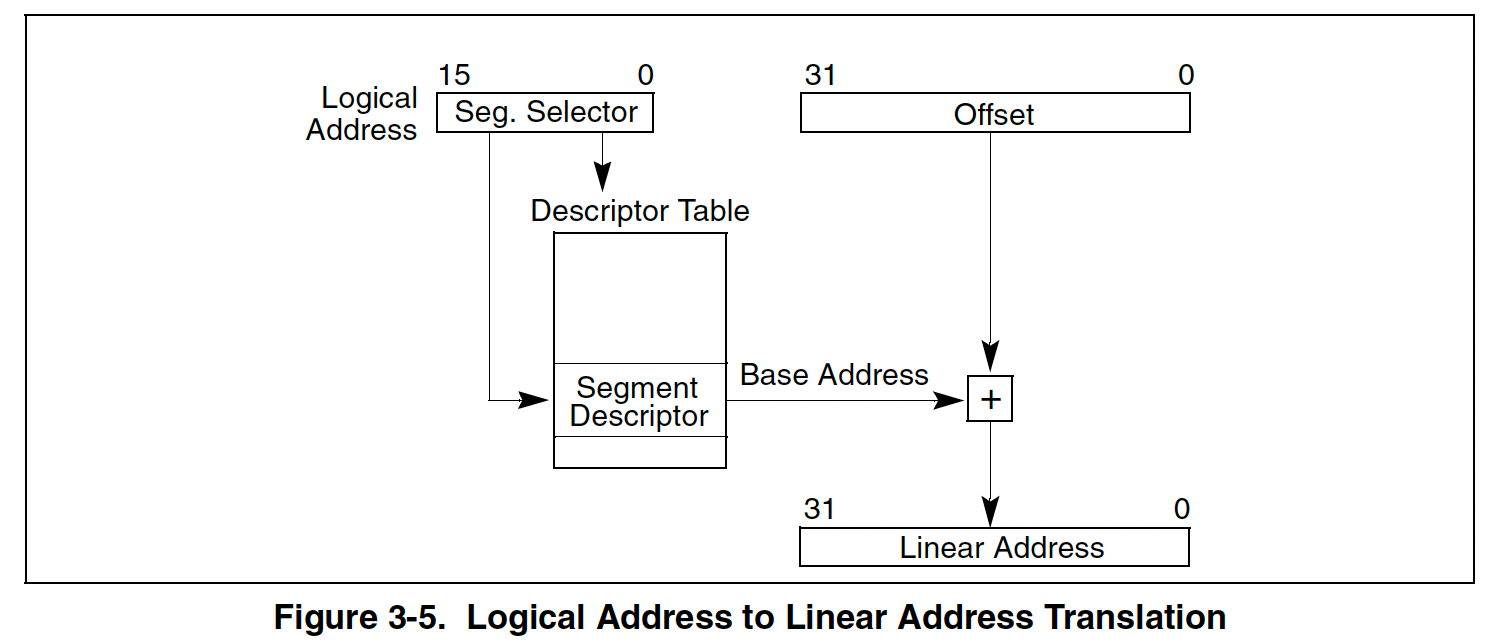 15 0
31 0
Logical
Address
Seg. Selector
Offset
Descriptor Table
Segment
Descriptor
Base Address
+
31 0
Linear Address
Figure 3-5. Logical Address to Linear Address Translation